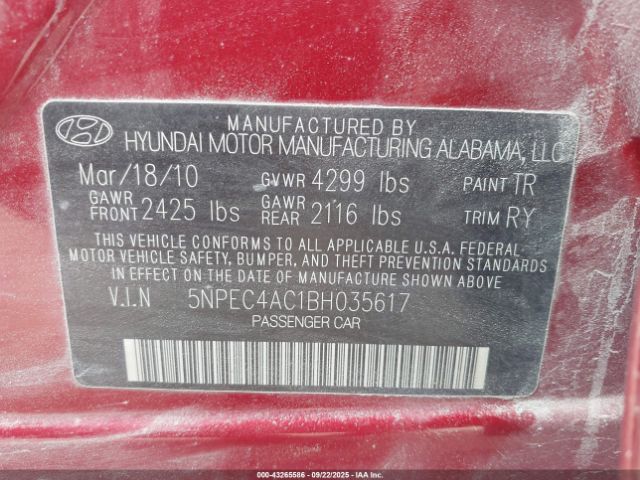 MANUFACTURED BY
HYUNDAI MOTOR MANUFACTURING ALABAMA, LLC
Mar/18/10 GVWR 4299 lbs PAINT TR
GAWR FRONT 2425 lbs GAWR REAR 2116 lbs TRIM RY
THIS VEHICLE CONFORMS TO ALL APPLICABLE U.S.A. FEDERAL
MOTOR VEHICLE SAFETY, BUMPER, AND THEFT PREVENTION STANDARDS
IN EFFECT ON THE DATE OF MANUFACTURE SHOWN ABOVE
V.I.N 5NPEC4AC1BH035617
PASSENGER CAR
© IMPACT
STOCK #: 43265586 | 09/22/2025 | IAA, INC.